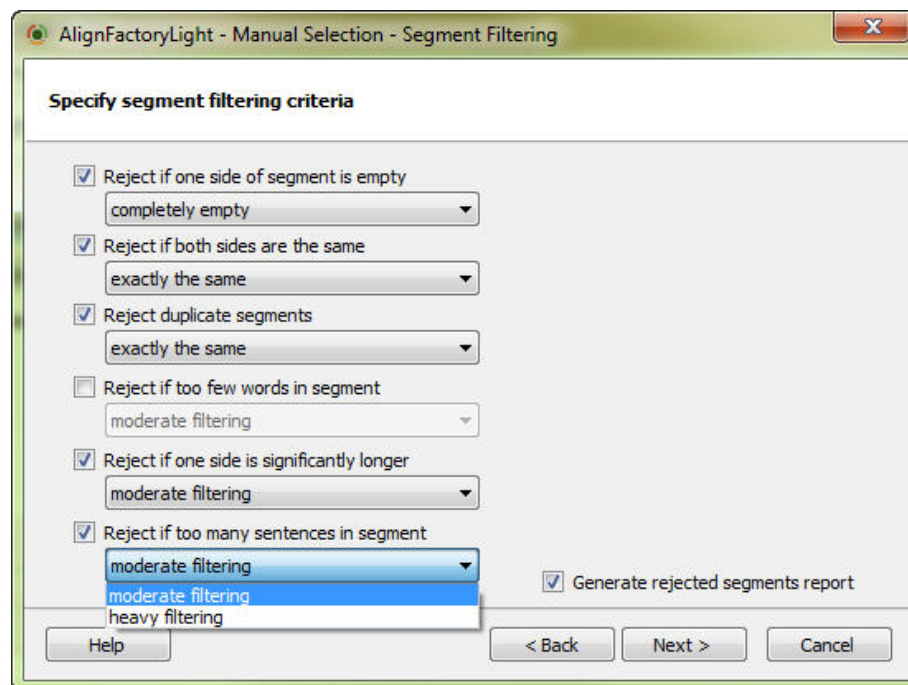 AlignFactoryLight - Manual Selection - Segment Filtering
Specify segment filtering criteria
Reject if one side of segment is empty
completely empty
Reject if both sides are the same
exactly the same
Reject duplicate segments
exactly the same
Reject if too few words in segment
moderate filtering
Reject if one side is significantly longer
moderate filtering
Reject if too many sentences in segment
moderate filtering
moderate filtering
heavy filtering
Generate rejected segments report
Help
< Back
Next >
Cancel